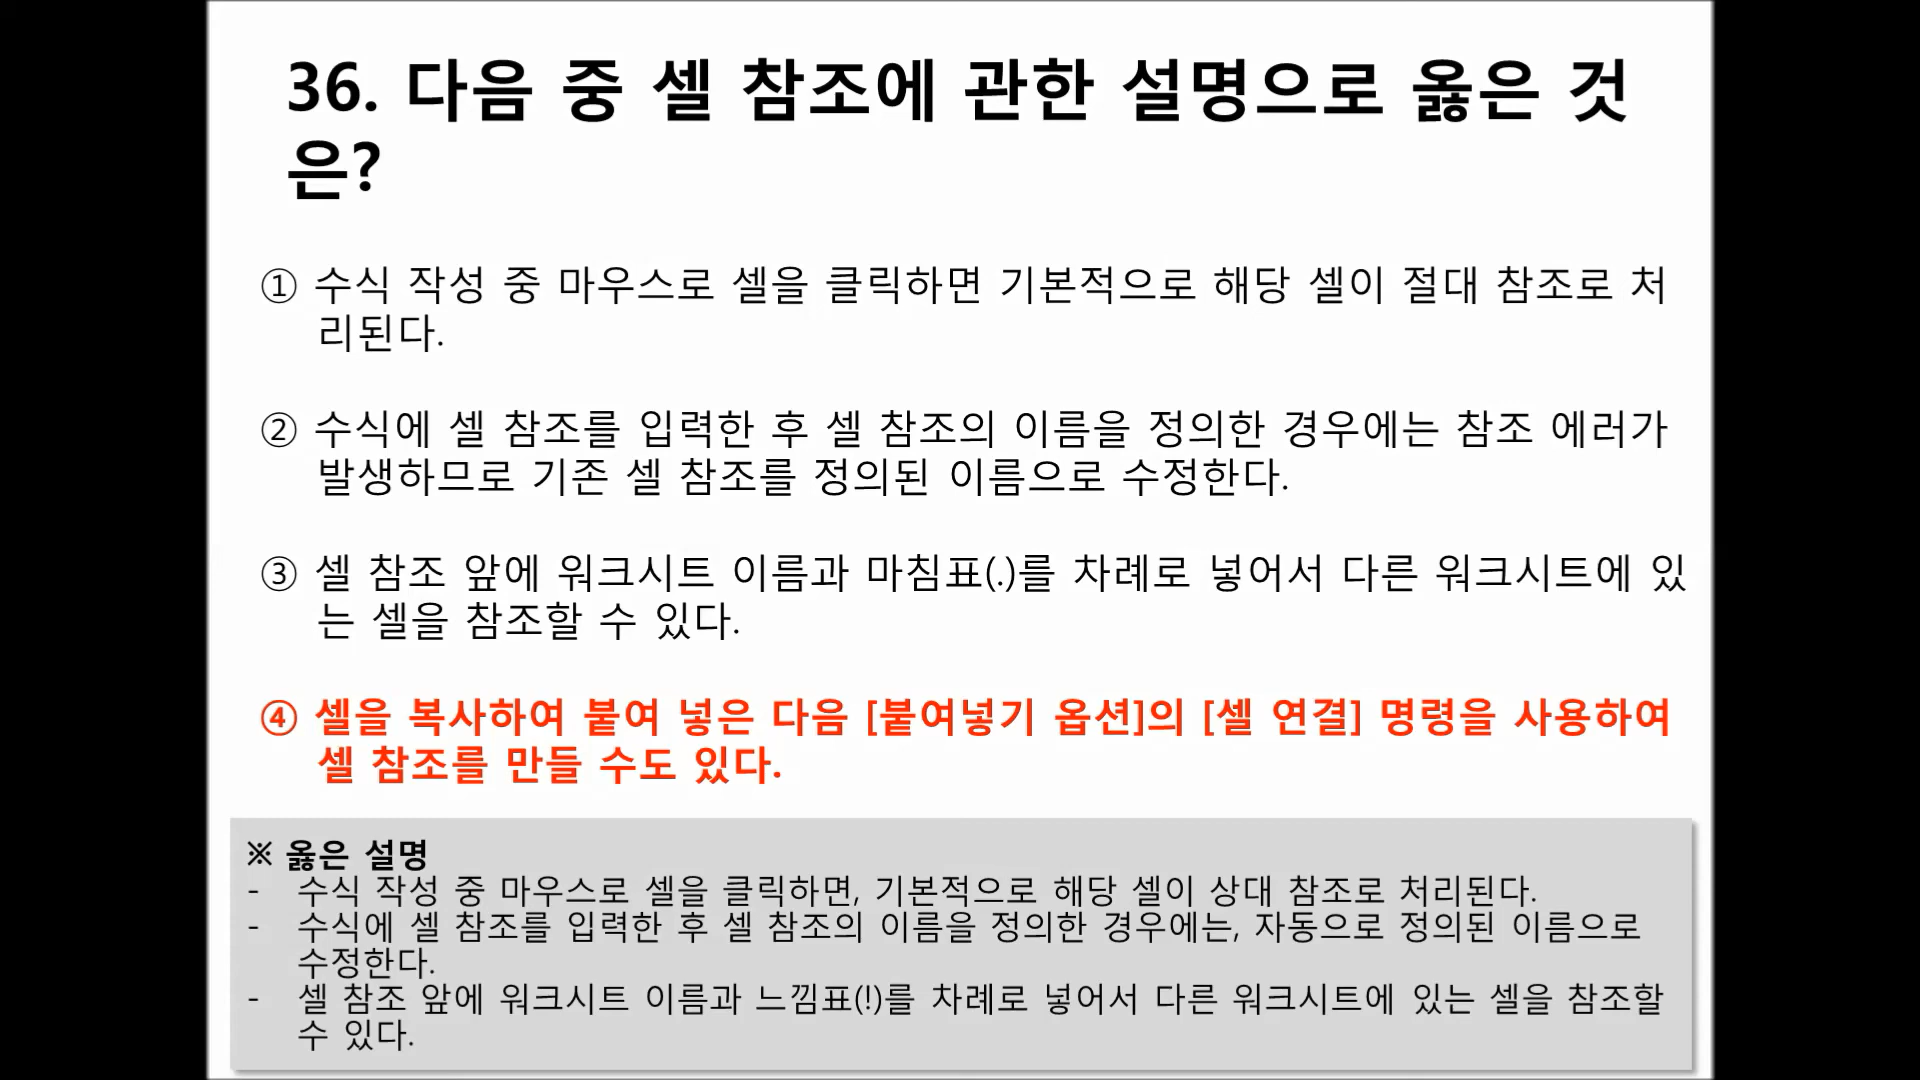 36. 다음 중 셀 참조에 관한 설명으로 옳은 것
은?
① 수식 작성 중 마우스로 셀을 클릭하면 기본적으로 해당 셀이 절대 참조로 처
리된다.
② 수식에 셀 참조를 입력한 후 셀 참조의 이름을 정의한 경우에는 참조 에러가
발생하므로 기존 셀 참조를 정의된 이름으로 수정한다.
③ 셀 참조 앞에 워크시트 이름과 마침표(.)를 차례로 넣어서 다른 워크시트에 있
는 셀을 참조할 수 있다.
④ 셀을 복사하여 붙여 넣은 다음 [붙여넣기 옵션]의 [셀 연결] 명령을 사용하여
셀 참조를 만들 수도 있다.
※ 옳은 설명
- 수식 작성 중 마우스로 셀을 클릭하면, 기본적으로 해당 셀이 상대 참조로 처리된다.
- 수식에 셀 참조를 입력한 후 셀 참조의 이름을 정의한 경우에는, 자동으로 정의된 이름으로
수정한다.
- 셀 참조 앞에 워크시트 이름과 느낌표(!)를 차례로 넣어서 다른 워크시트에 있는 셀을 참조할
수 있다.